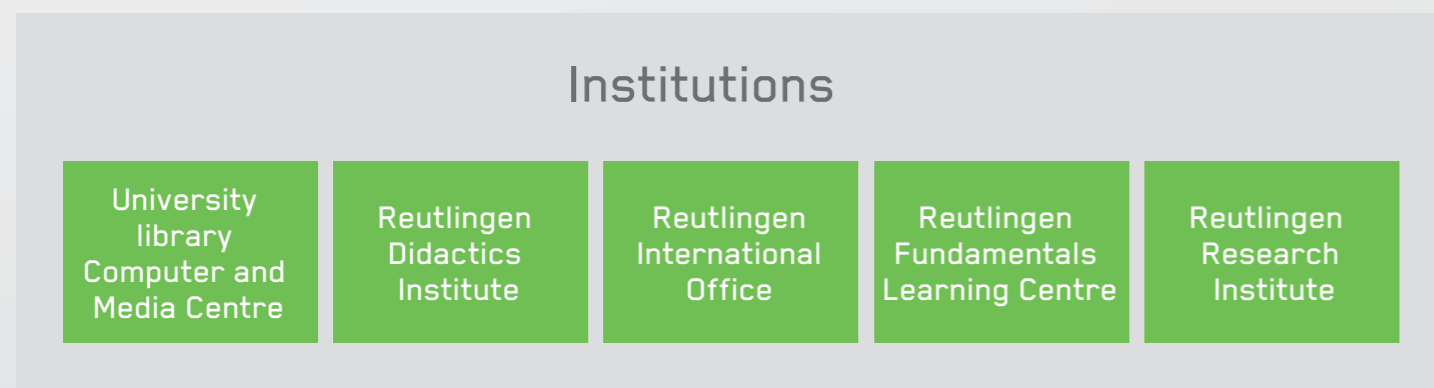 Institutions
University
library
Computer and
Media Centre
Reutlingen
Didactics
Institute
Reutlingen
International
Office
Reutlingen
Fundamentals
Learning Centre
Reutlingen
Research
Institute